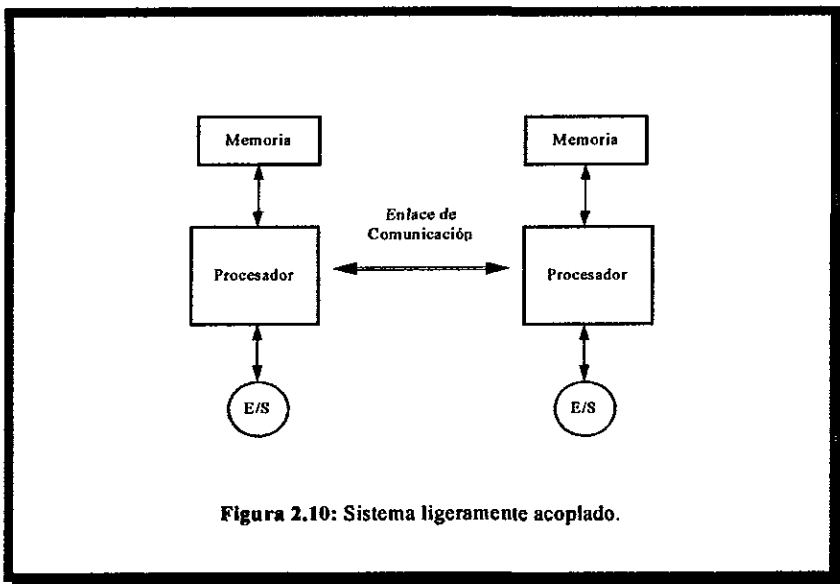 Memoria
Memoria
Enlace de
Comunicación
Procesador
Procesador
E/S
E/S
Figura 2.10: Sistema ligeramente acoplado.